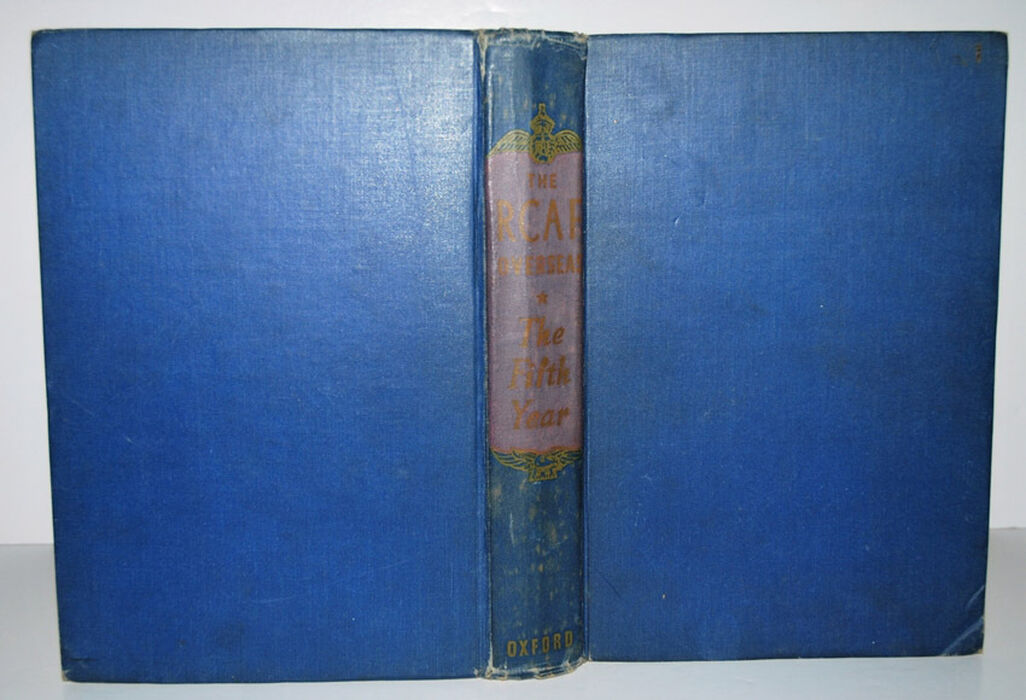 THE
RCAF
OVERSEAS
★
The
Fifth
Year
OXFORD